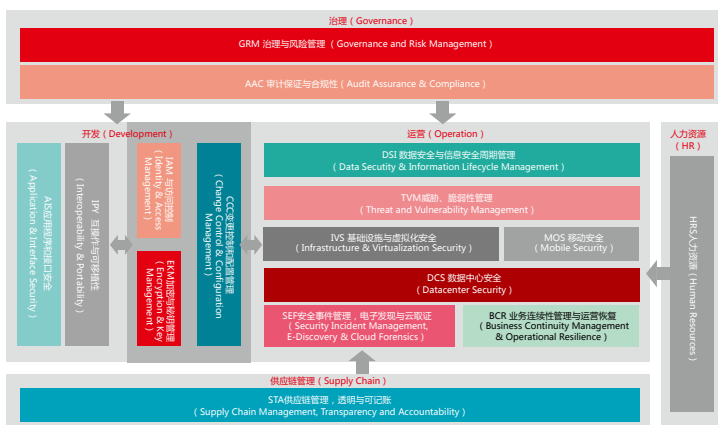 治理（Governance）
GRM 治理与风险管理 （Governance and Risk Management）
AAC 审计保证与合规性（Audit Assurance & Compliance）
开发（Development）
AIS应用程序和接口安全
（Application & Interface Security）
IPY 互操作与可移植性
（Interoperability & Portability）
IAM 与访问控制
（Identity & Access
Management）
EKM加密与秘钥管理
（Encryption & Key
Management）
CCC变更控制和配置管理
（Change Control & Configuration
Management）
运营（Operation）
DSI 数据安全与信息安全周期管理
（Data Secutity & Information Lifecycle Management）
TVM威胁、脆弱性管理
（Threat and Vulnerability Management）
IVS 基础设施与虚拟化安全
（Infrastructure & Virtualization Security）
MOS 移动安全
（Mobile Security）
DCS 数据中心安全
（Datacenter Security）
SEF安全事件管理，电子发现与云取证
（Security Incident Management,
E-Discovery & Cloud Forensics）
BCR 业务连续性管理与运营恢复
（Business Continuity Management
& Operational Resilience）
人力资源
（HR）
HRS人力资源（Human Resources）
供应链管理（Supply Chain）
STA供应链管理，透明与可记账
（Supply Chain Management, Transparency and Accountability）